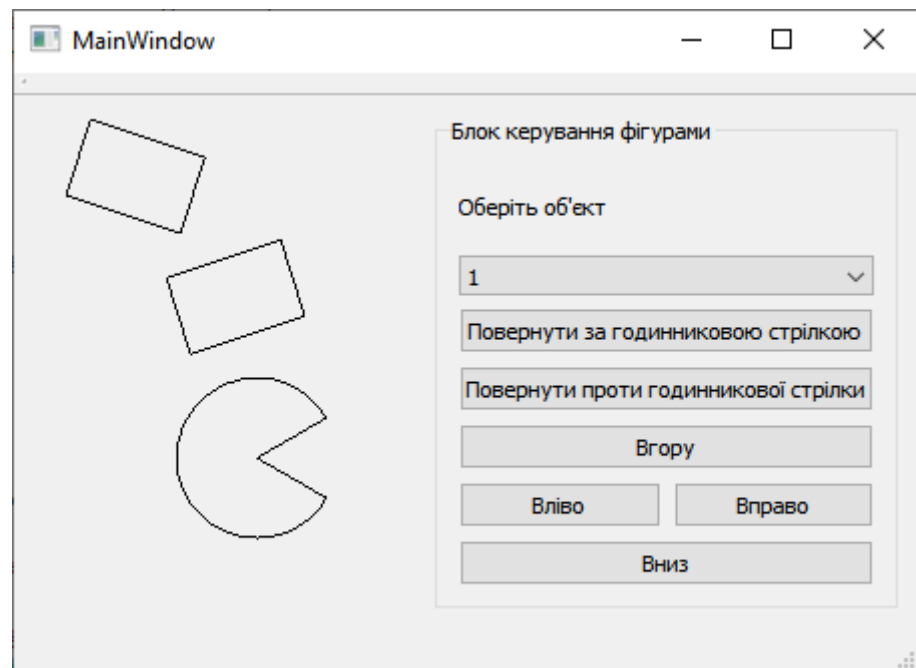 MainWindow
Блок керування фігурами
Оберіть об'єкт
1
Повернути за годинниковою стрілкою
Повернути проти годинникової стрілки
Вгору
Вліво
Вправо
Вниз